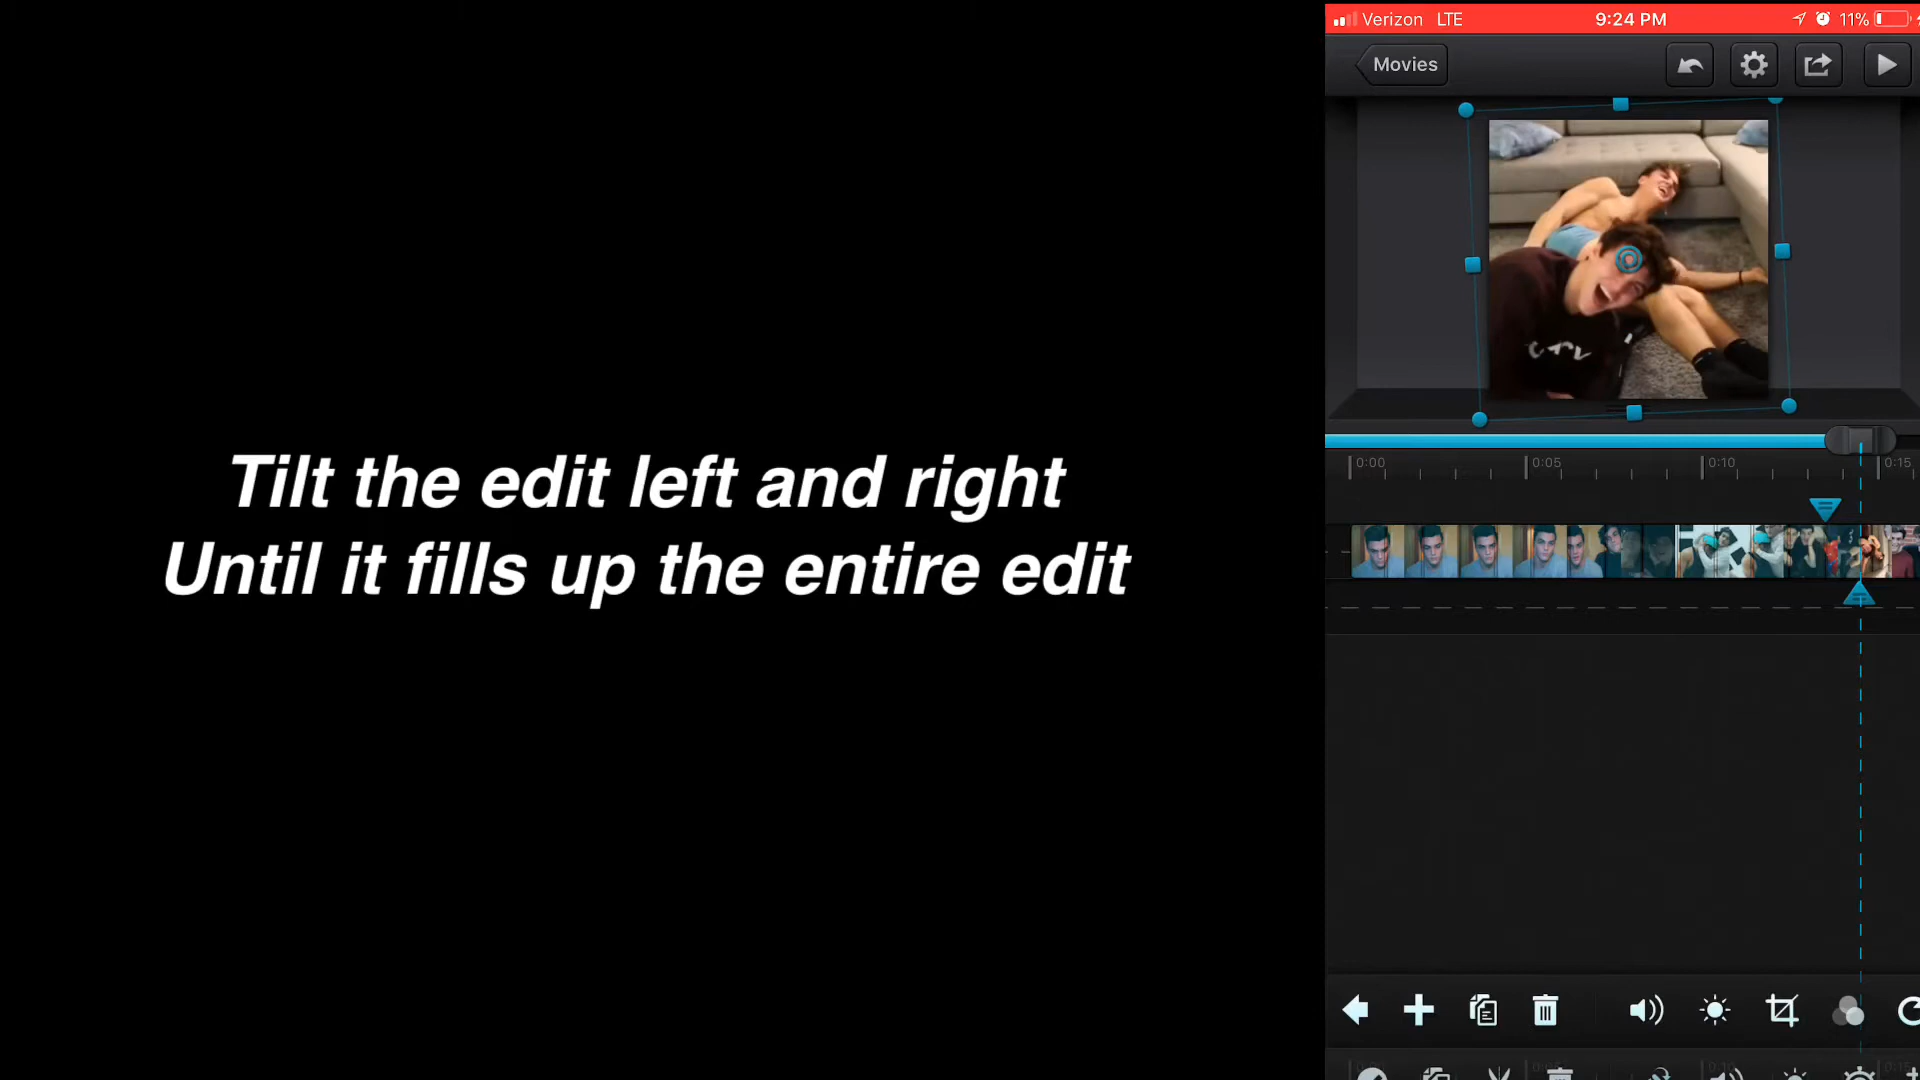 Verizon LTE 9:24 PM 11%
Movies
Tilt the edit left and right
Until it fills up the entire edit
0:00 0:05 0:10 0:15